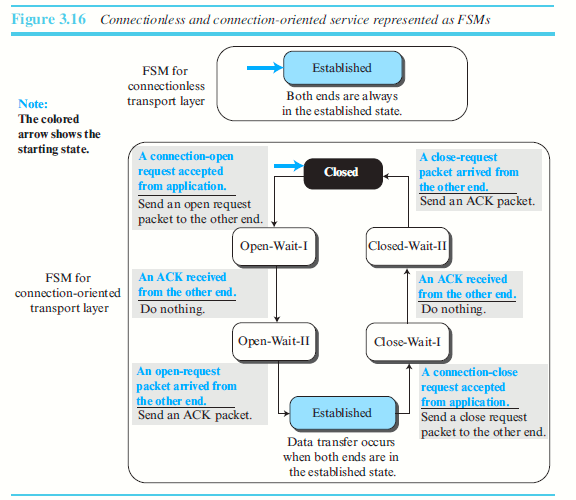 Figure 3.16 Connectionless and connection-oriented service represented as FSMs
FSM for
connectionless
transport layer
Established
Both ends are always
in the established state.
Note:
The colored
arrow shows the
starting state.
FSM for
connection-oriented
transport layer
A connection-open
request accepted
from application.
Send an open request
packet to the other end.
Closed
A close-request
packet arrived from
the other end.
Send an ACK packet.
Open-Wait-I
Closed-Wait-II
An ACK received
from the other end.
Do nothing.
An ACK received
from the other end.
Do nothing.
Open-Wait-II
Close-Wait-I
An open-request
packet arrived from
the other end.
Send an ACK packet.
Established
A connection-close
request accepted
from application.
Send a close request
packet to the other end.
Data transfer occurs
when both ends are in
the established state.